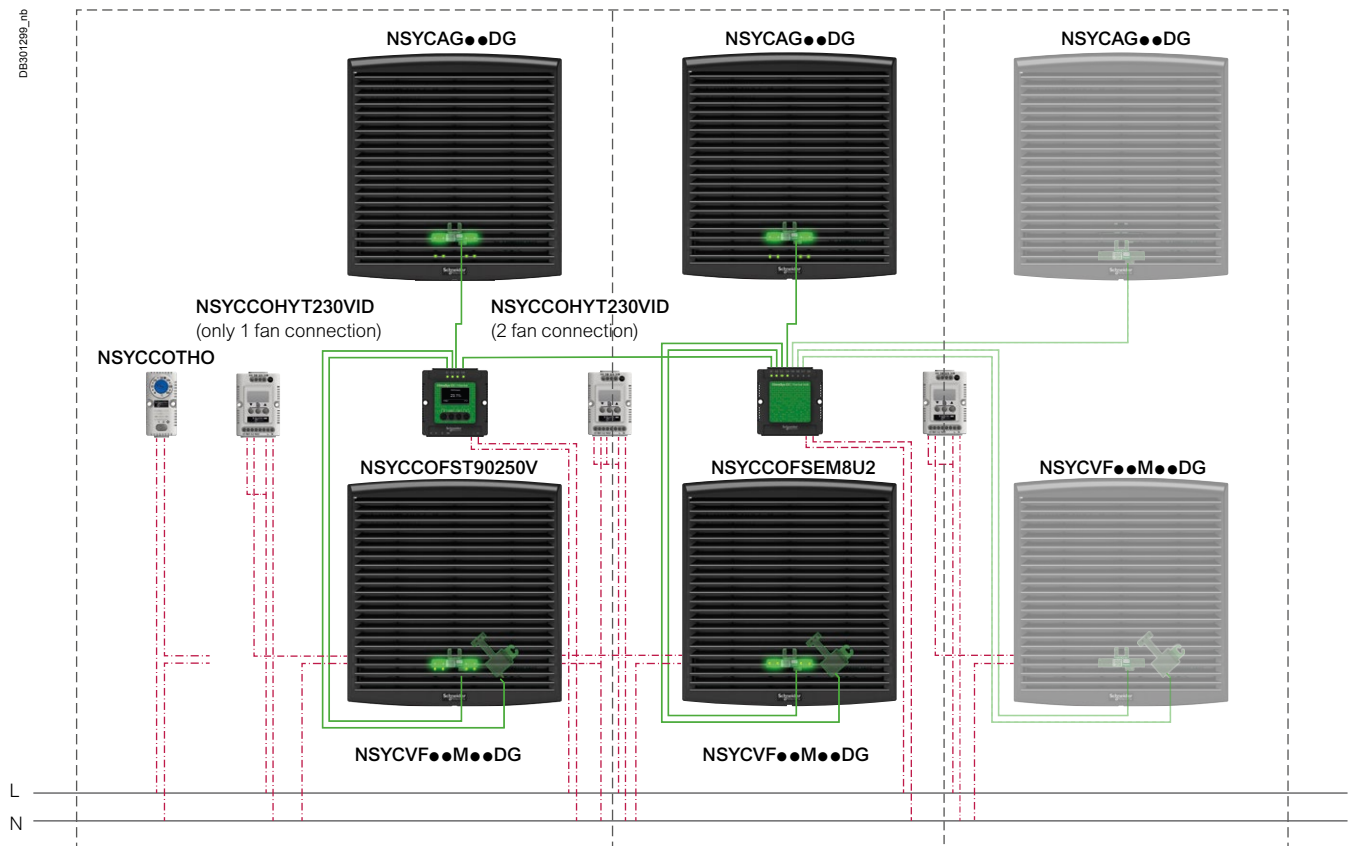 DB301299_nb
NSYCAG●●DG
NSYCAG●●DG
NSYCAG●●DG
NSYCCOHYT230VID
(only 1 fan connection)
NSYCCOHYT230VID
(2 fan connection)
NSYCCOTHO
NSYCCOFST90250V
NSYCCOFSEM8U2
NSYCVF●●M●●DG
NSYCVF●●M●●DG
NSYCVF●●M●●DG
L
N